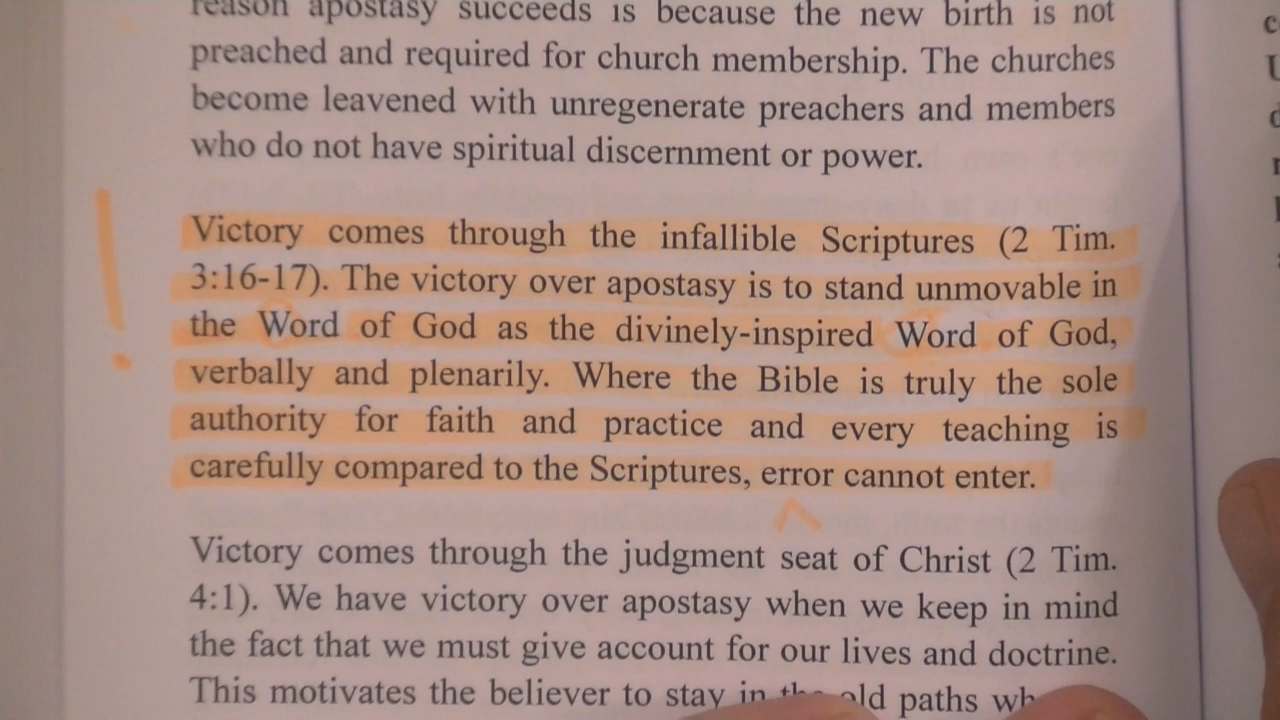 reason apostasy succeeds is because the new birth is not
preached and required for church membership. The churches
become leavened with unregenerate preachers and members
who do not have spiritual discernment or power.
Victory comes through the infallible Scriptures (2 Tim.
3:16-17). The victory over apostasy is to stand unmovable in
the Word of God as the divinely-inspired Word of God,
verbally and plenarily. Where the Bible is truly the sole
authority for faith and practice and every teaching is
carefully compared to the Scriptures, error cannot enter.
Victory comes through the judgment seat of Christ (2 Tim.
4:1). We have victory over apostasy when we keep in mind
the fact that we must give account for our lives and doctrine.
This motivates the believer to stay in old paths